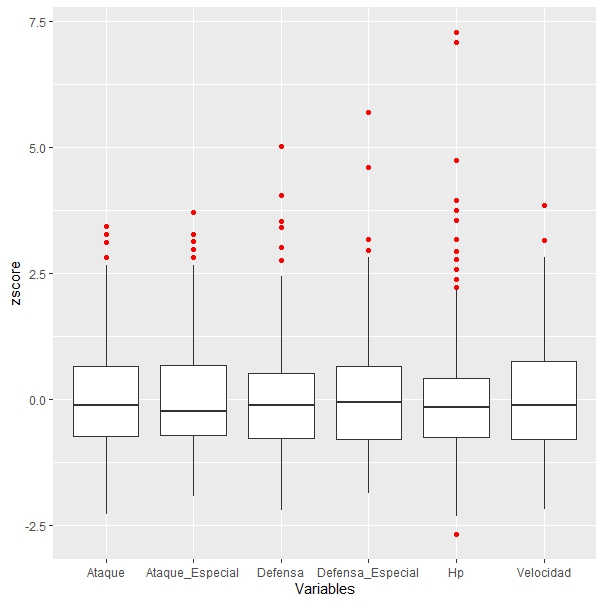 7.5
5.0
zscore
2.5
0.0
-2.5
Ataque Ataque_Especial Defensa Defensa_Especial Hp Velocidad
Variables